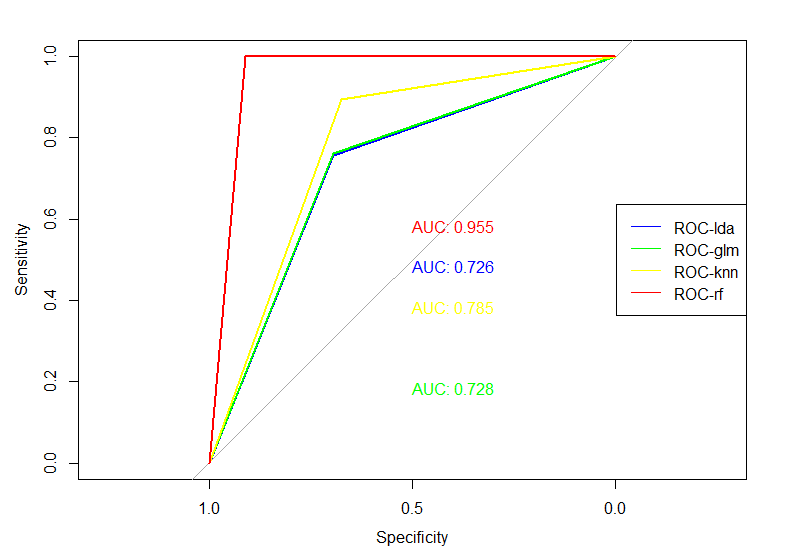 1.0
0.8
0.6
0.4
0.2
0.0
Sensitivity
AUC: 0.955
AUC: 0.726
AUC: 0.785
AUC: 0.728
ROC-lda
ROC-glm
ROC-knn
ROC-rf
1.0 0.5 0.0
Specificity